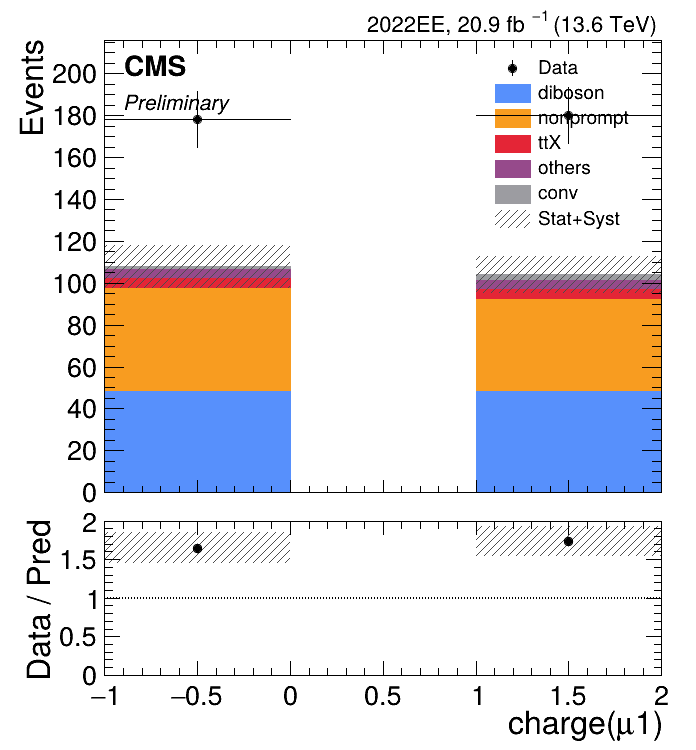 2022EE, 20.9 fb⁻¹ (13.6 TeV)
CMS
Preliminary
Events
200
180
160
140
120
100
80
60
40
20
0
Data
diboson
nonprompt
ttX
others
conv
Stat+Syst
Data / Pred
2
1.5
1
0.5
0
−1 −0.5 0 0.5 1 1.5 2
charge(μ1)